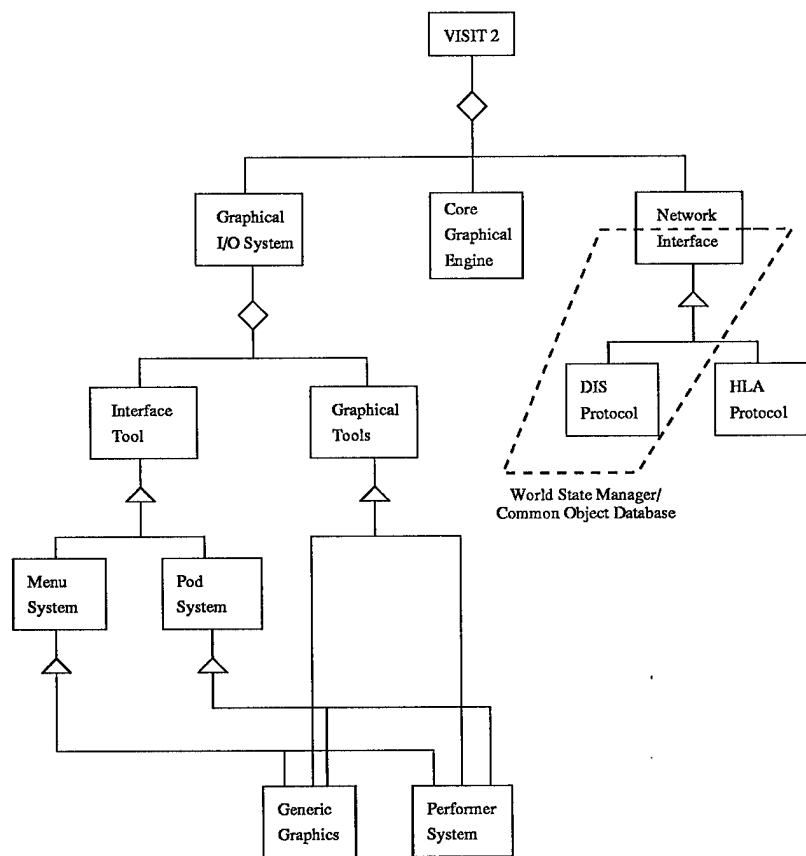 VISIT 2
Graphical
I/O System
Core
Graphical
Engine
Network
Interface
Interface
Tool
Graphical
Tools
DIS
Protocol
HLA
Protocol
World State Manager/
Common Object Database
Menu
System
Pod
System
Generic
Graphics
Performer
System